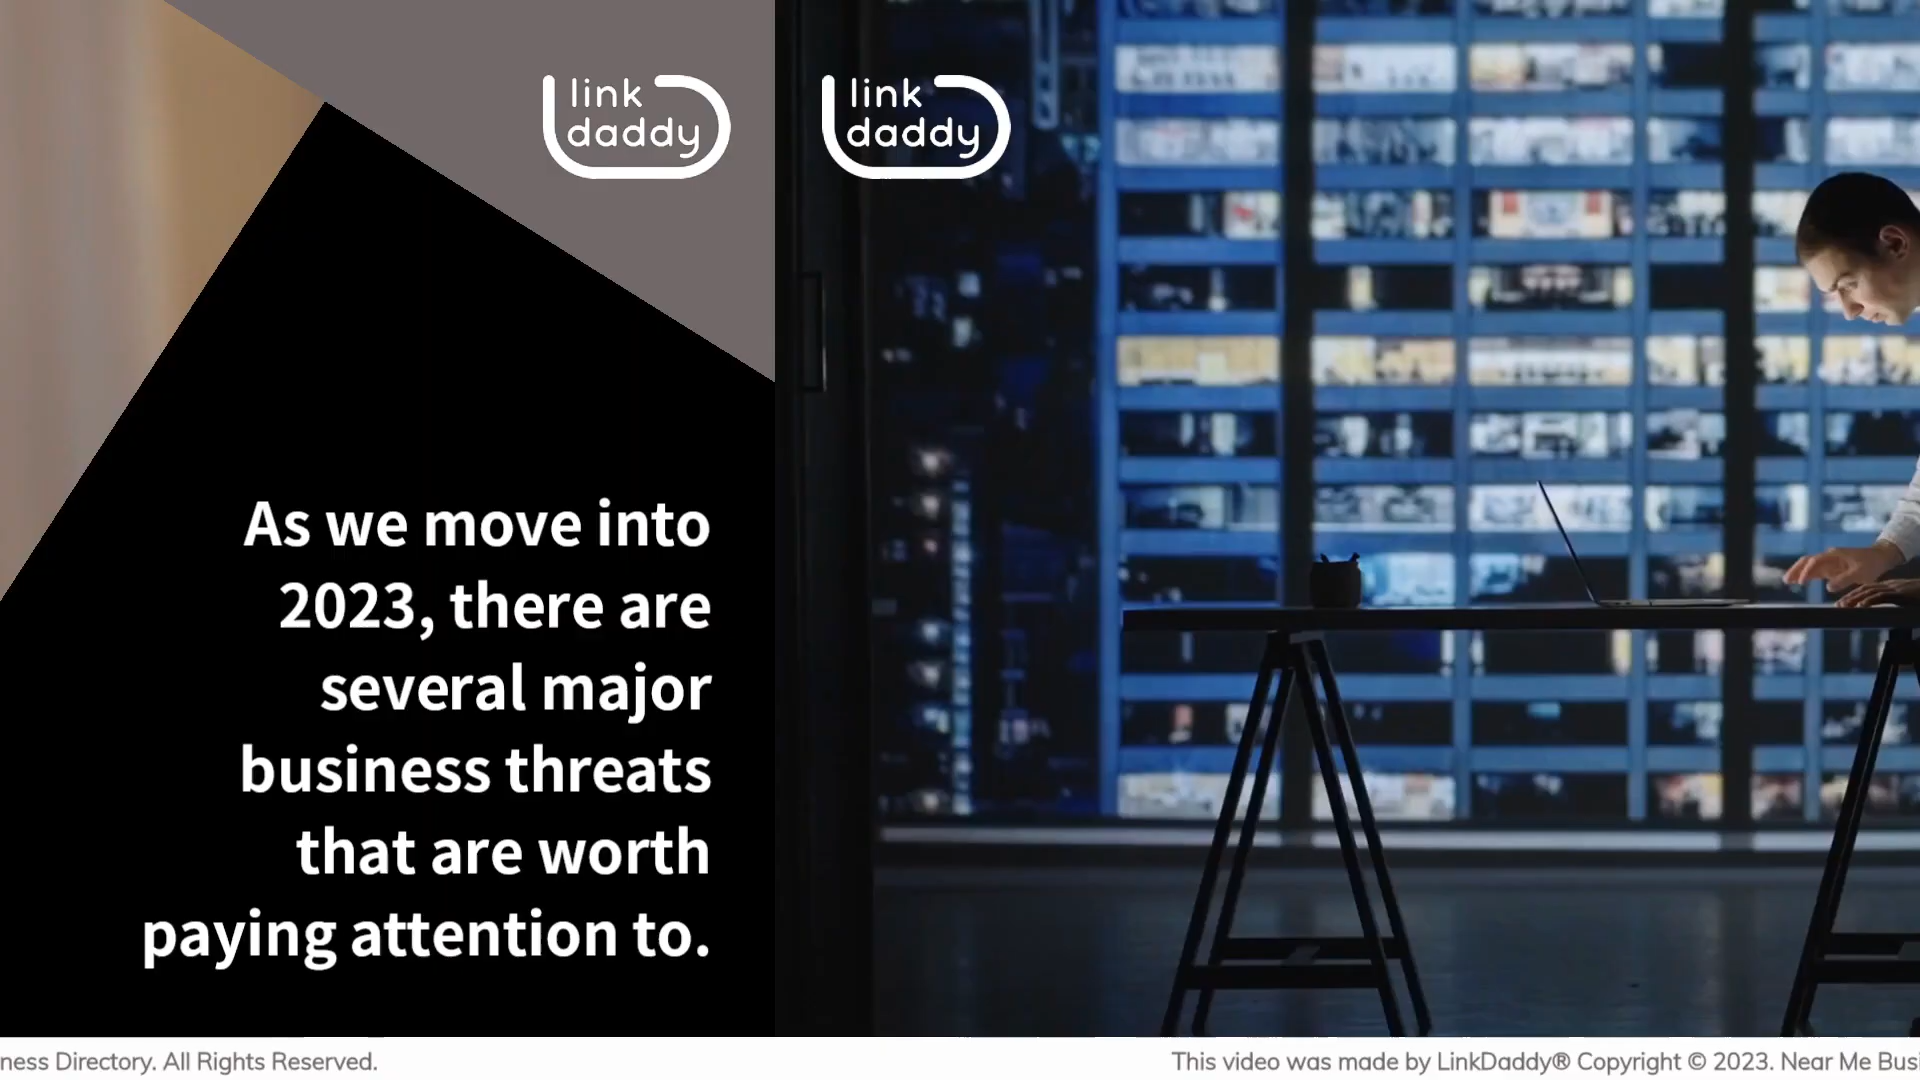 link
daddy
link
daddy
As we move into
2023, there are
several major
business threats
that are worth
paying attention to.
ness Directory. All Rights Reserved.
This video was made by LinkDaddy® Copyright © 2023. Near Me Busi